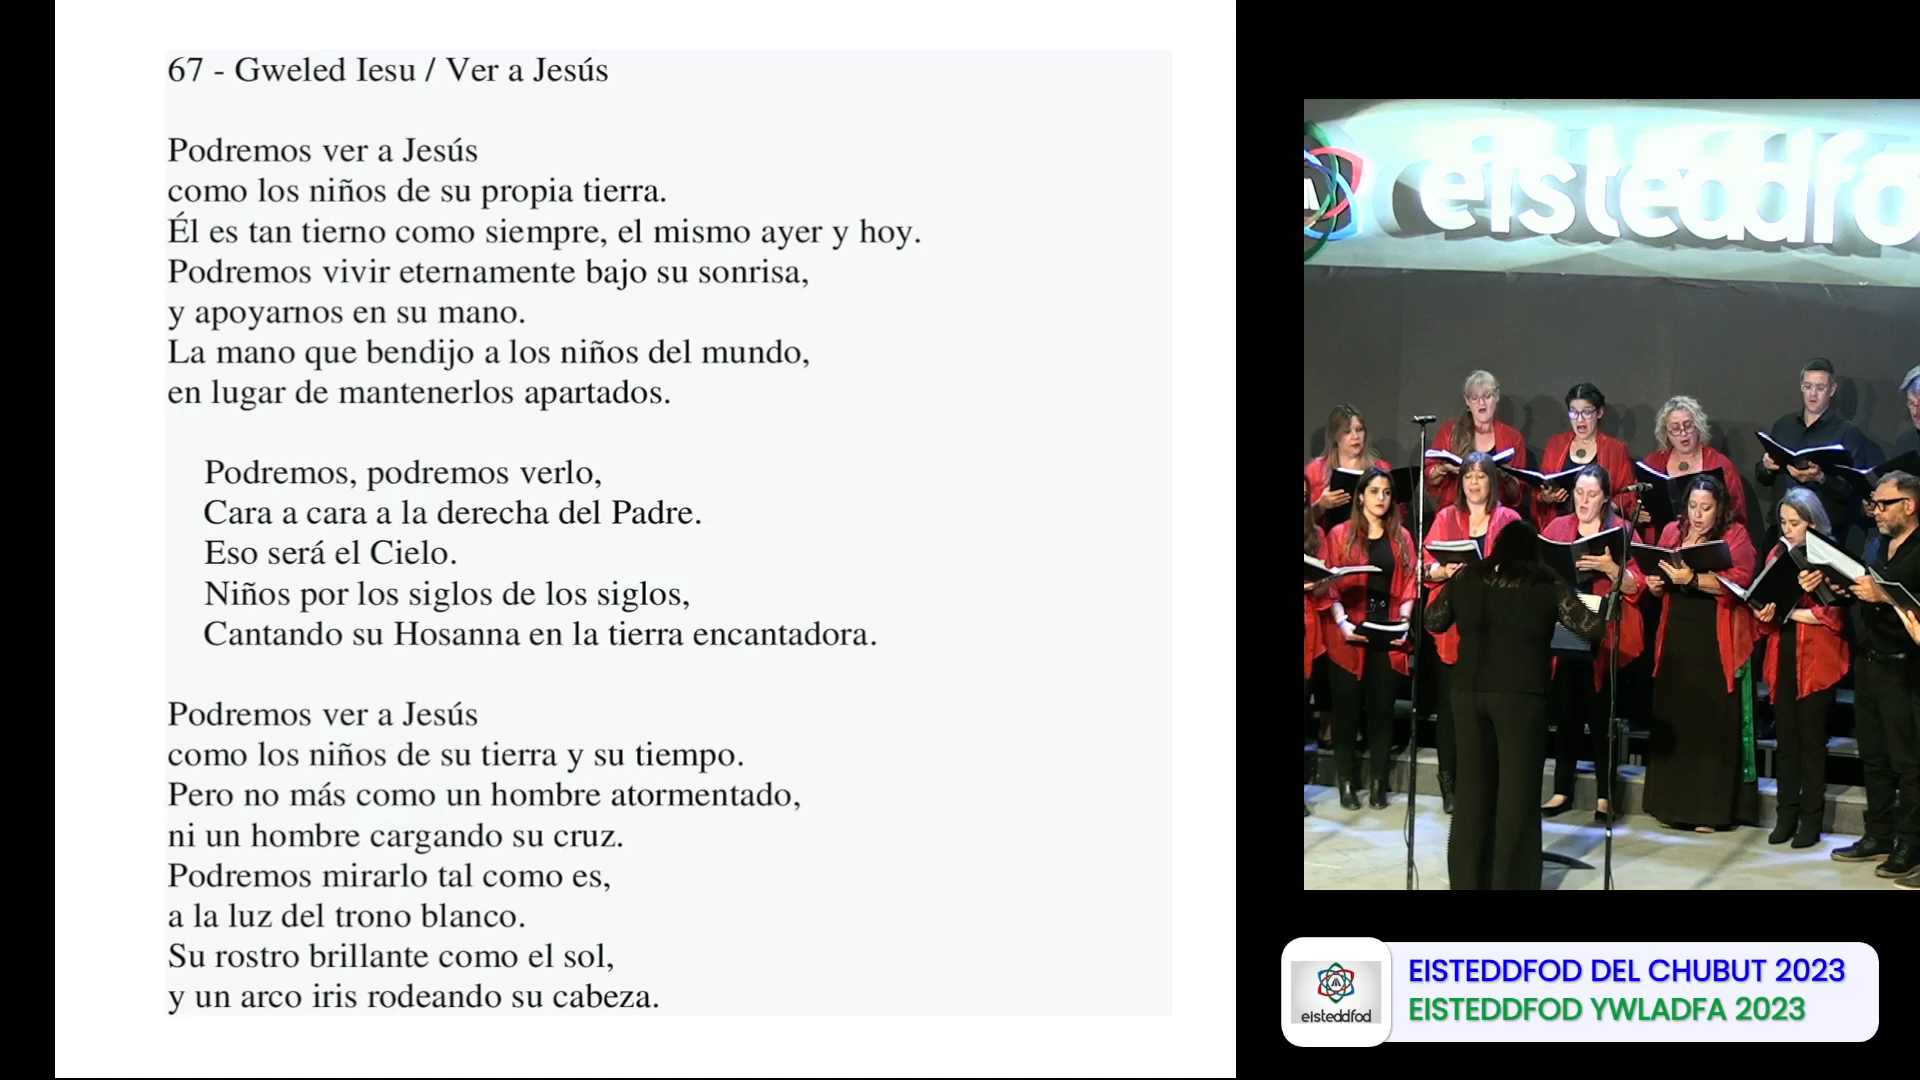 67 - Gweled Iesu / Ver a Jesús
Podremos ver a Jesús
como los niños de su propia tierra.
Él es tan tierno como siempre, el mismo ayer y hoy.
Podremos vivir eternamente bajo su sonrisa,
y apoyarnos en su mano.
La mano que bendijo a los niños del mundo,
en lugar de mantenerlos apartados.
Podremos, podremos verlo,
Cara a cara a la derecha del Padre.
Eso será el Cielo.
Niños por los siglos de los siglos,
Cantando su Hosanna en la tierra encantadora.
Podremos ver a Jesús
como los niños de su tierra y su tiempo.
Pero no más como un hombre atormentado,
ni un hombre cargando su cruz.
Podremos mirarlo tal como es,
a la luz del trono blanco.
Su rostro brillante como el sol,
y un arco iris rodeando su cabeza.
eisteddfo
eisteddfod
EISTEDDFOD DEL CHUBUT 2023
EISTEDDFOD YWLADFA 2023